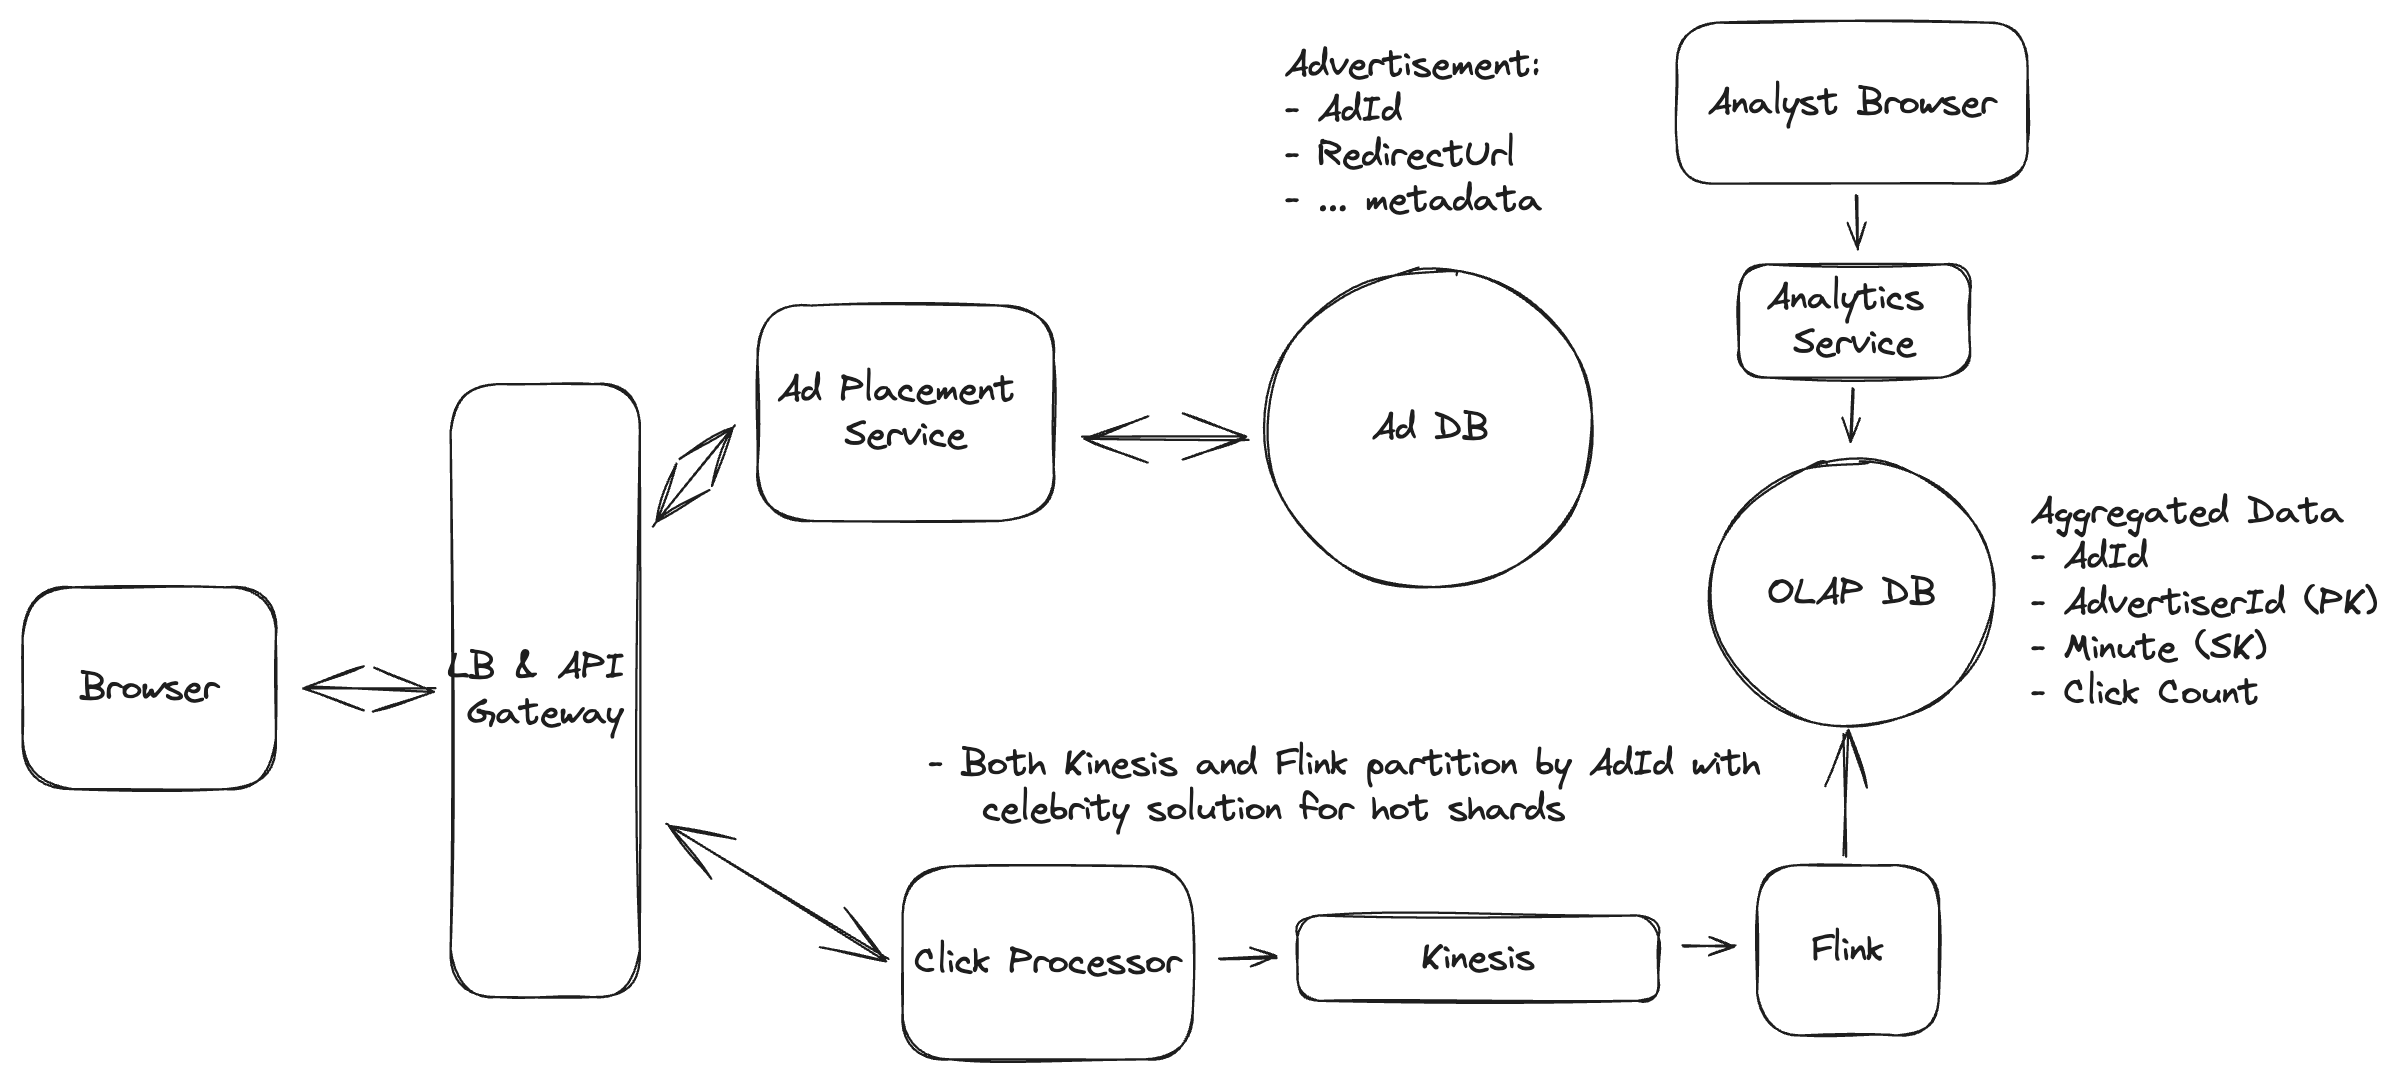 Advertisement:
- AdId
- RedirectUrl
- ... metadata
Analyst Browser
Analytics
Service
Ad Placement
Service
Ad DB
OLAP DB
Aggregated Data
- AdId
- AdvertiserId (PK)
- Minute (SK)
- Click Count
Browser
LB & API
Gateway
- Both Kinesis and Flink partition by AdId with
celebrity solution for hot shards
Click Processor
Kinesis
Flink